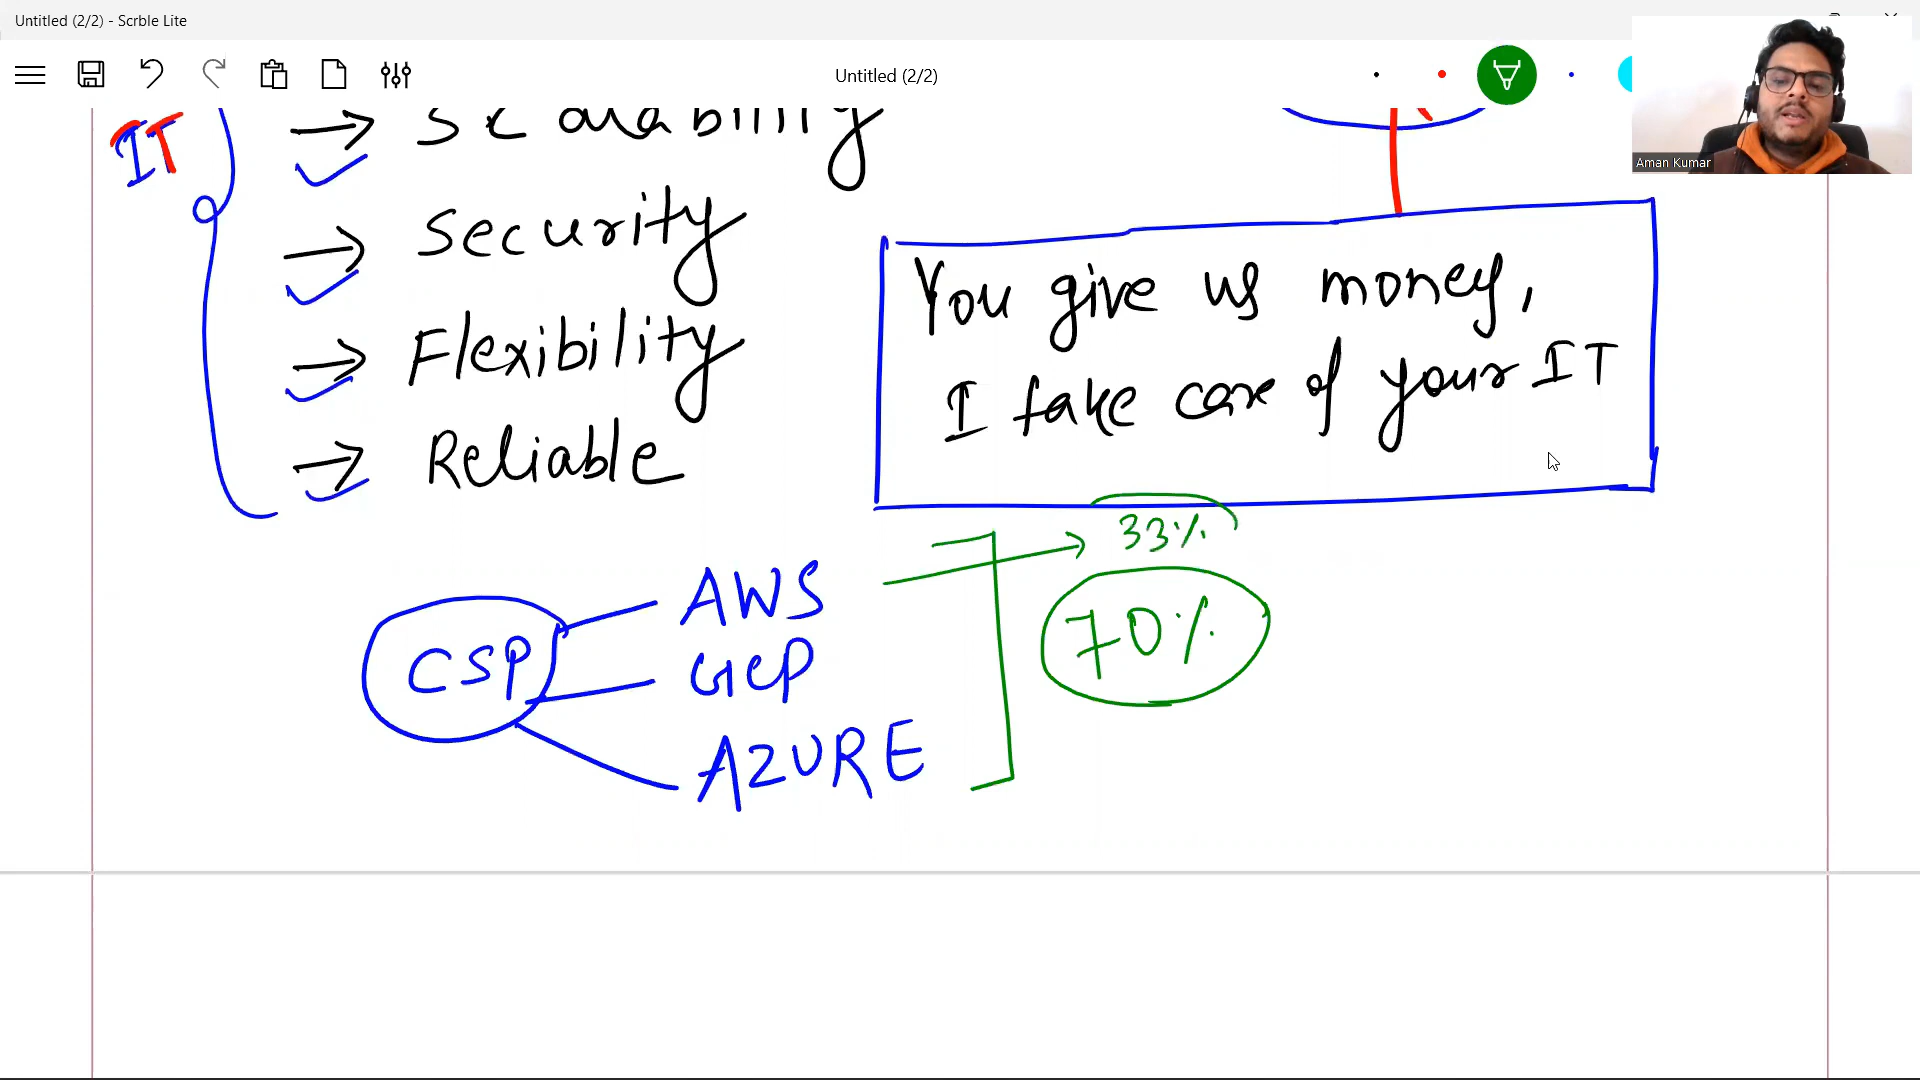 Untitled (2/2) - Scrble Lite
Untitled (2/2)
Aman Kumar
IT
→ Scalability
→ Security
→ Flexibility
→ Reliable
You give us money,
I take care of your IT
33%
70%
CSP
AWS
GCP
AZURE